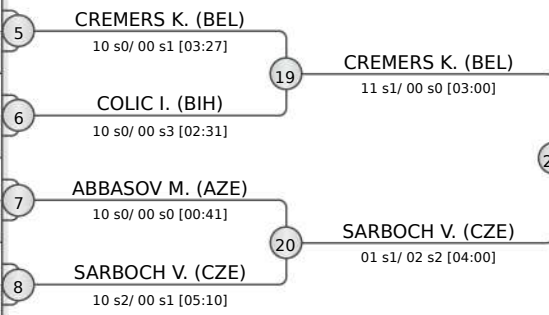 5
CREMERS K. (BEL)
10 s0/ 00 s1 [03:27]
19
CREMERS K. (BEL)
11 s1/ 00 s0 [03:00]
6
COLIC I. (BIH)
10 s0/ 00 s3 [02:31]
7
ABBASOV M. (AZE)
10 s0/ 00 s0 [00:41]
20
SARBOCH V. (CZE)
01 s1/ 02 s2 [04:00]
8
SARBOCH V. (CZE)
10 s2/ 00 s1 [05:10]